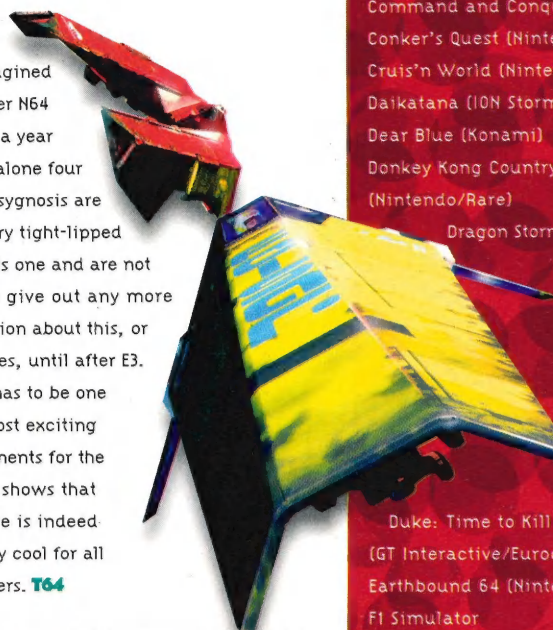 gined
er N64
a year
alone four
sygnosis are
ry tight-lipped
s one and are not
give out any more
ion about this, or
es, until after E3.
has to be one
ost exciting
ments for the
shows that
e is indeed
y cool for all
ers. T64
Command and Conqu
Conker's Quest (Ninte
Cruis'n World (Ninte
Daikatana (ION Storm
Dear Blue (Konami)
Donkey Kong Country
(Nintendo/Rare)
Dragon Storm
Duke: Time to Kill
(GT Interactive/Euroc
Earthbound 64 (Ninte
F1 Simulator